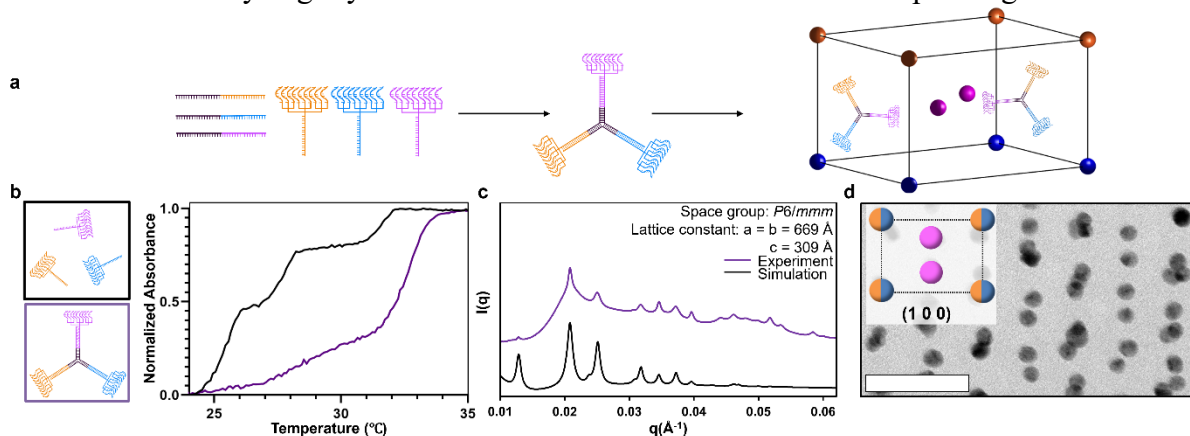 a
b
1.0
0.5
0.0
Normalized Absorbance
25
30
35
Temperature (°C)
c
Space group: P6/mmm
Lattice constant: a = b = 669 Å
c = 309 Å
Experiment
Simulation
I(q)
0.01
0.02
0.03
0.04
0.05
0.06
q(Å⁻¹)
d
(1 0 0)